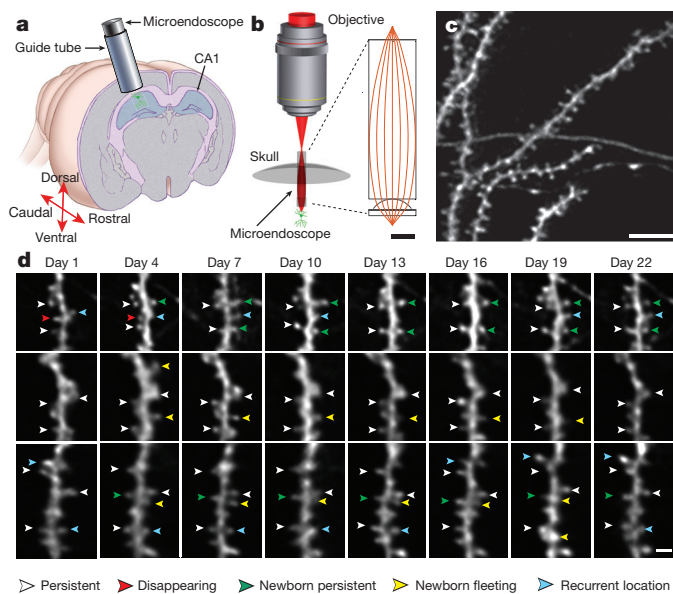 a
Microendoscope
Guide tube
CA1
Dorsal
Caudal
Rostral
Ventral
b
Objective
Skull
Microendoscope
c
d
Day 1 Day 4 Day 7 Day 10 Day 13 Day 16 Day 19 Day 22
Persistent Disappearing Newborn persistent Newborn fleeting Recurrent location